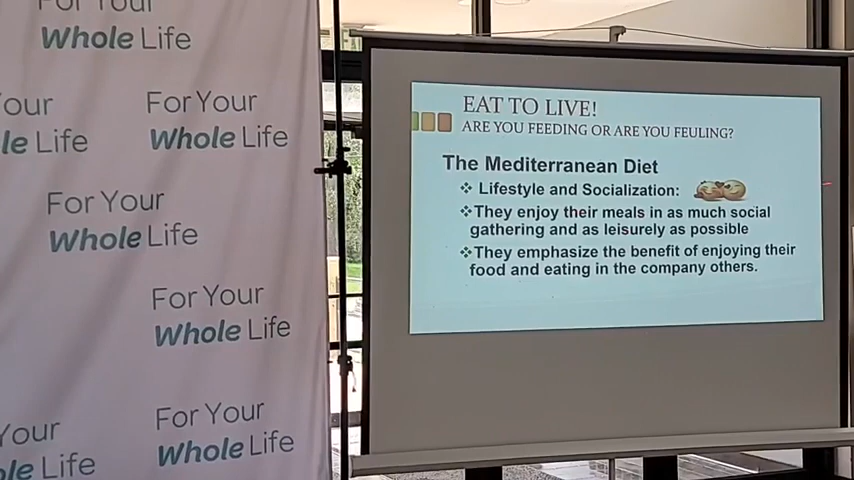 For Your
Whole Life
our
le Life
For Your
Whole Life
For Your
Whole Life
For Your
Whole Life
Your
ole Life
For Your
Whole Life
EAT TO LIVE!
ARE YOU FEEDING OR ARE YOU FEULING?
The Mediterranean Diet
Lifestyle and Socialization:
They enjoy their meals in as much social
gathering and as leisurely as possible
They emphasize the benefit of enjoying their
food and eating in the company others.